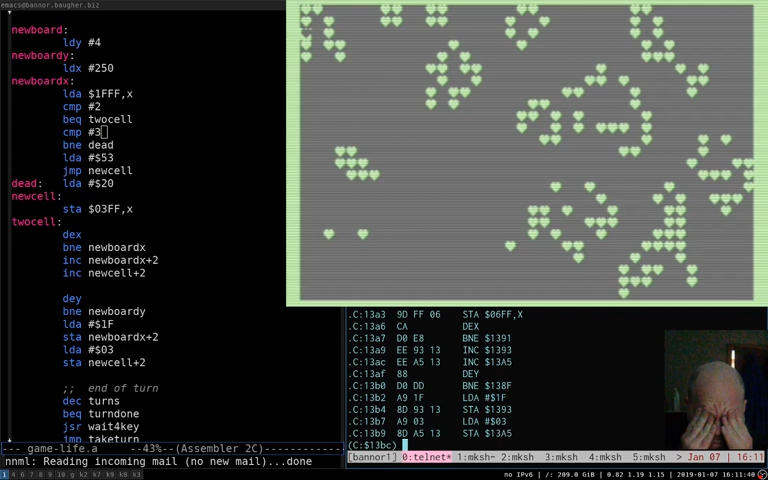 emacs@bannor.baugher.biz
newboard:
ldy #4
newboardy:
ldx #250
newboardx:
lda $1FFF,x
cmp #2
beq twocell
cmp #3
bne dead
lda #$53
jmp newcell
dead: lda #$20
newcell:
sta $03FF,x
twocell:
dex
bne newboardx
inc newboardx+2
inc newcell+2
dey
bne newboardy
lda #$1F
sta newboardx+2
lda #$03
sta newcell+2
;; end of turn
dec turns
beq turndone
jsr wait4key
jmp taketurn
--- game-life.a --43%--(Assembler 2C)------------
nnml: Reading incoming mail (no new mail)...done
.C:13a3 9D FF 06 STA $06FF,X
.C:13a6 CA DEX
.C:13a7 D0 E8 BNE $1391
.C:13a9 EE 93 13 INC $1393
.C:13ac EE A5 13 INC $13A5
.C:13af 88 DEY
.C:13b0 D0 DD BNE $138F
.C:13b2 A9 1F LDA #$1F
.C:13b4 8D 93 13 STA $1393
.C:13b7 A9 03 LDA #$03
.C:13b9 8D A5 13 STA $13A5
(C:$13bc)
[bannor1] 0:telnet* 1:mksh- 2:mksh 3:mksh 4:mksh 5:mksh > Jan 07 | 16:11
no IPv6 | /: 209.0 GiB | 0.82 1.19 1.15 | 2019-01-07 16:11:40